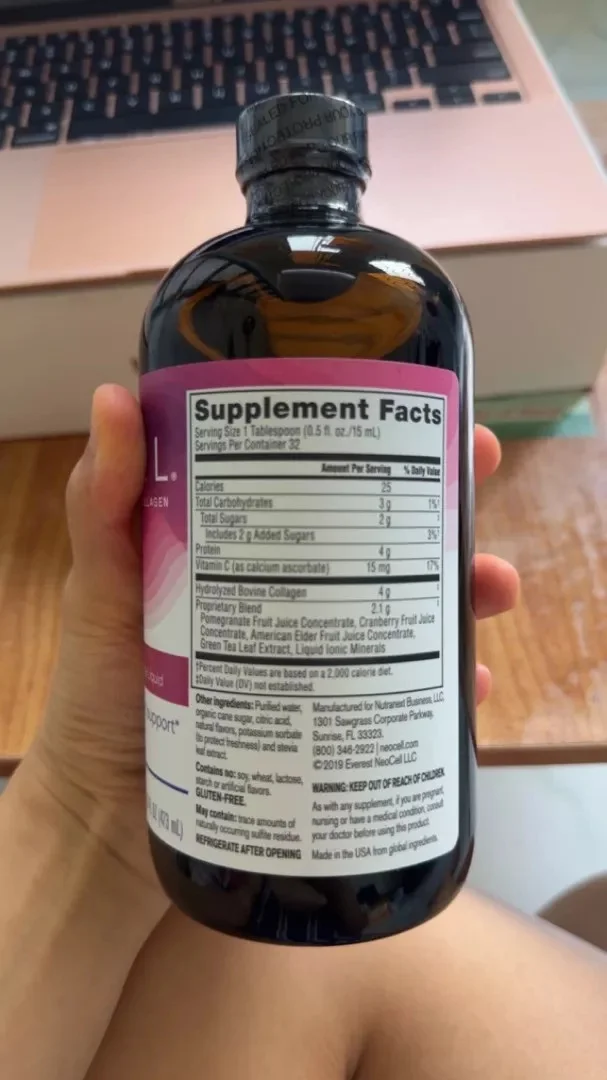 SEALED FOR YOUR PROTECTION
L®
LLAGEN
Liquid
support*
(473 mL)
Supplement Facts
Serving Size 1 Tablespoon (0.5 fl. oz./15 mL)
Servings Per Container 32
Amount Per Serving % Daily Value
Calories 25
Total Carbohydrates 3 g 1%†
Total Sugars 2 g ‡
Includes 2 g Added Sugars 3%†
Protein 4 g
Vitamin C (as calcium ascorbate) 15 mg 17%
Hydrolyzed Bovine Collagen 4 g ‡
Proprietary Blend 2.1 g ‡
Pomegranate Fruit Juice Concentrate, Cranberry Fruit Juice
Concentrate, American Elder Fruit Juice Concentrate,
Green Tea Leaf Extract, Liquid Ionic Minerals
†Percent Daily Values are based on a 2,000 calorie diet.
‡Daily Value (DV) not established.
Other ingredients: Purified water,
organic cane sugar, citric acid,
natural flavors, potassium sorbate
(to protect freshness) and stevia
leaf extract.
Contains no: soy, wheat, lactose,
starch or artificial flavors.
GLUTEN-FREE.
May contain: trace amounts of
naturally occurring sulfite residue.
REFRIGERATE AFTER OPENING
Manufactured for Nutranext Business, LLC,
1301 Sawgrass Corporate Parkway,
Sunrise, FL 33323.
(800) 346-2922 | neocell.com
©2019 Everest NeoCell LLC
WARNING: KEEP OUT OF REACH OF CHILDREN.
As with any supplement, if you are pregnant,
nursing or have a medical condition, consult
your doctor before using this product.
Made in the USA from global ingredients.